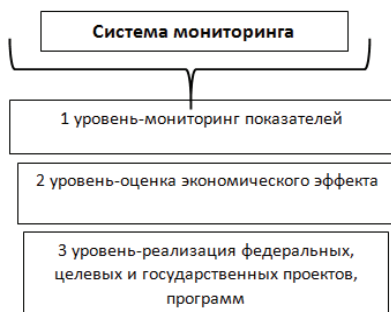 Система мониторинга
1 уровень-мониторинг показателей
2 уровень-оценка экономического эффекта
3 уровень-реализация федеральных,
целевых и государственных проектов,
программ